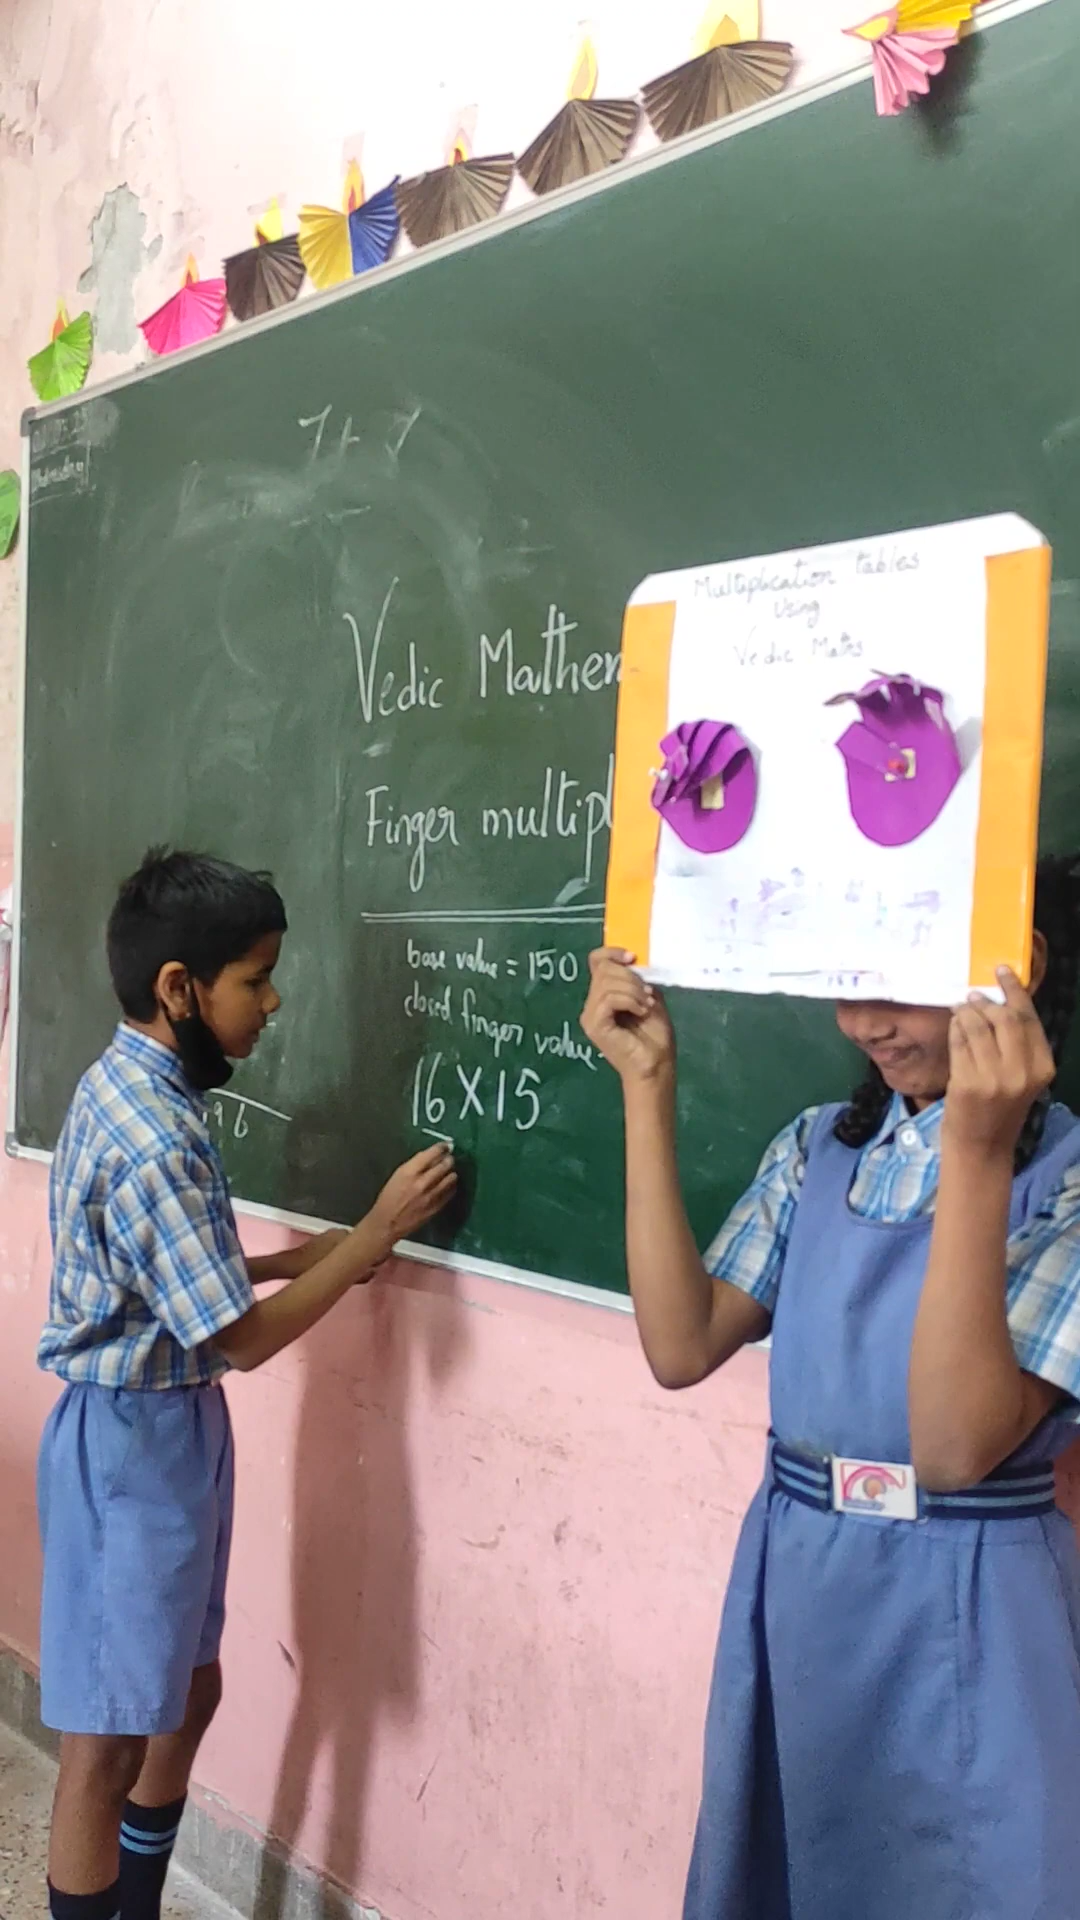 Wednesday
7 + 7
Vedic Mathem
Finger multipl
base value = 150
closed finger value
16 X 15
96
Multiplication tables
Using
Vedic Maths